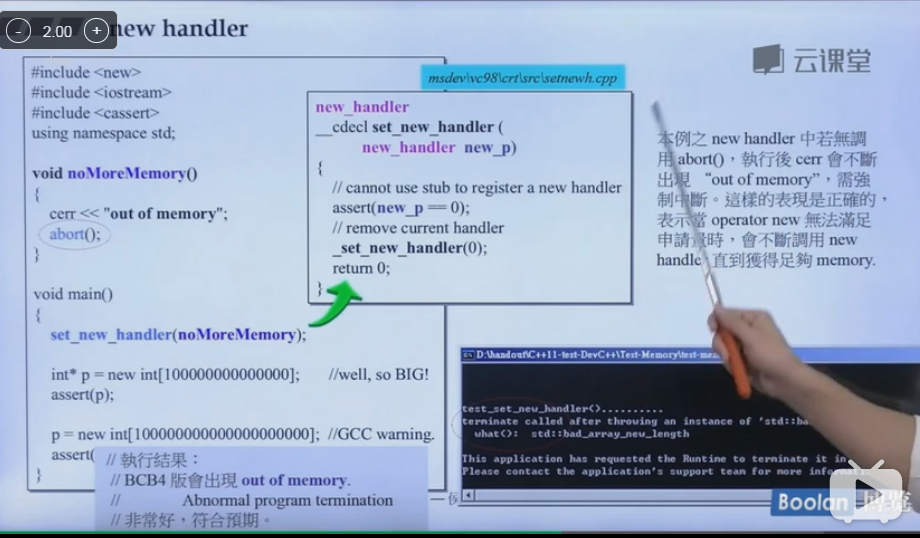 - 2.00 +
new handler
#include <new>
#include <iostream>
#include <cassert>
using namespace std;
void noMoreMemory()
{
cerr << "out of memory";
abort();
}
void main()
{
set_new_handler(noMoreMemory);
int* p = new int[100000000000000]; //well, so BIG!
assert(p);
p = new int[100000000000000000000]; //GCC warning.
assert(
}
// 執行結果：
// BCB4 版會出現 out of memory.
// Abnormal program termination
// 非常好，符合預期。
msdev\vc98\crt\src\setnewh.cpp
new_handler
__cdecl set_new_handler (
new_handler new_p)
{
// cannot use stub to register a new handler
assert(new_p == 0);
// remove current handler
_set_new_handler(0);
return 0;
}
云课堂
本例之 new handler 中若無調
用 abort()，執行後 cerr 會不斷
出現 “out of memory”，需強
制中斷。這樣的表現是正確的，
表示當 operator new 無法滿足
申請量時，會不斷調用 new
handler 直到獲得足夠 memory.
D:\handout\C++11-test-DevC++\Test-Memory\test-me
test_set_new_handler()..........
terminate called after throwing an instance of 'std::ba
what(): std::bad_array_new_length
This application has requested the Runtime to terminate it in
Please contact the application's support team for more informat
一例
Boolan 博览